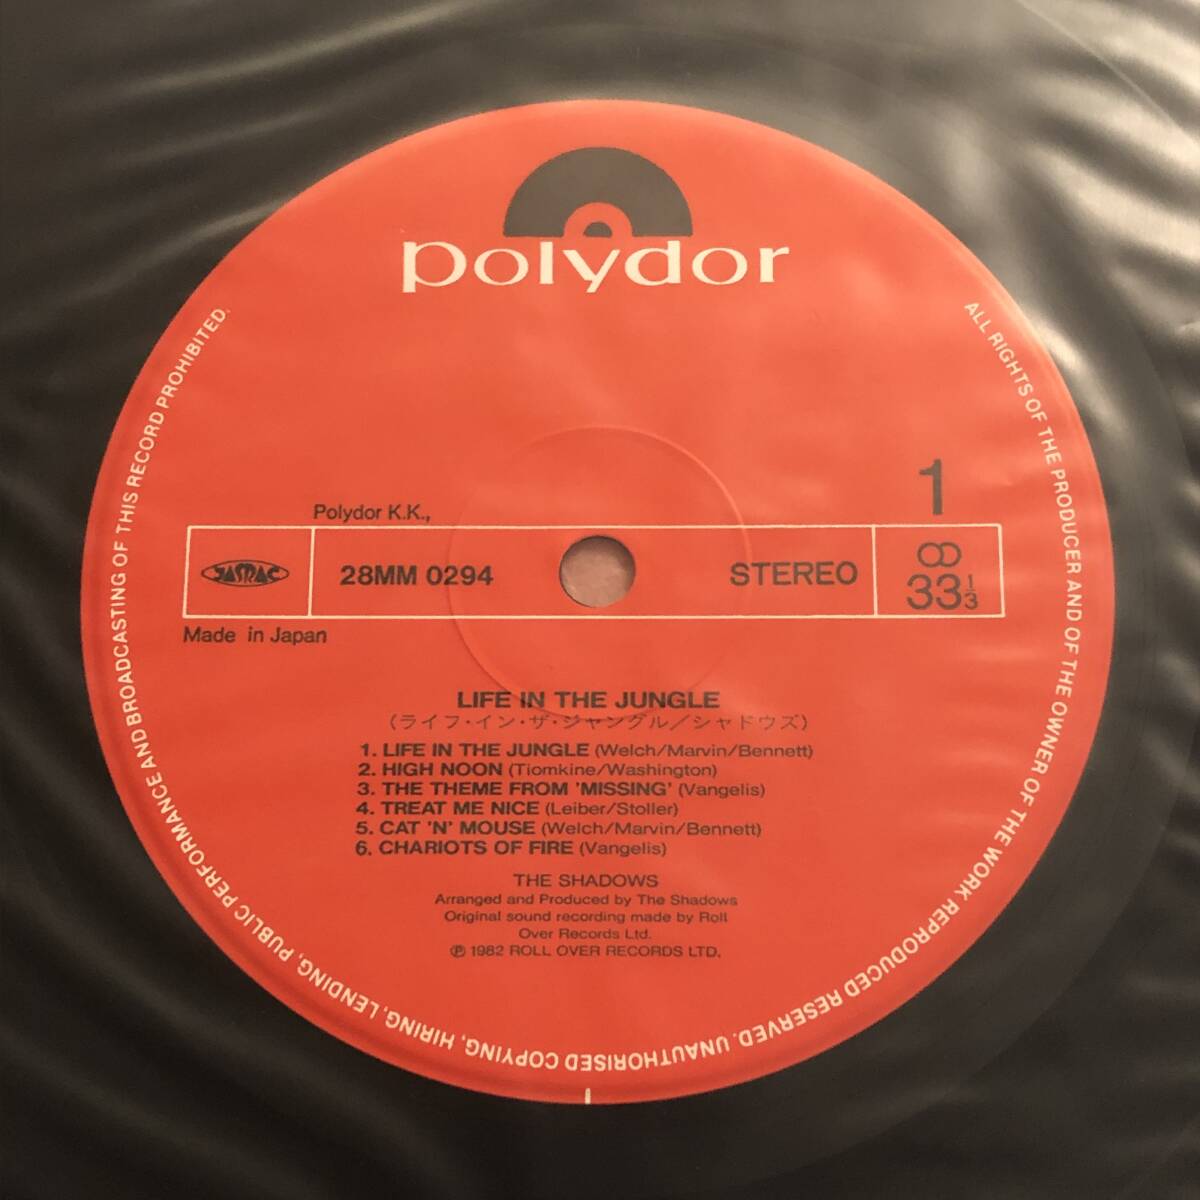 polydor
ALL RIGHTS OF THE PRODUCER AND OF THE OWNER OF THE WORK REPRODUCED RESERVED. UNAUTHORISED COPYING, HIRING, LENDING, PUBLIC PERFORMANCE AND BROADCASTING OF THIS RECORD PROHIBITED.
1
Polydor K.K.,
JASRAC
28MM 0294
STEREO
33 1/3
Made in Japan
LIFE IN THE JUNGLE
(ライフ・イン・ザ・ジャングル/シャドウズ)
1. LIFE IN THE JUNGLE (Welch/Marvin/Bennett)
2. HIGH NOON (Tiomkine/Washington)
3. THE THEME FROM 'MISSING' (Vangelis)
4. TREAT ME NICE (Leiber/Stoller)
5. CAT 'N' MOUSE (Welch/Marvin/Bennett)
6. CHARIOTS OF FIRE (Vangelis)
THE SHADOWS
Arranged and Produced by The Shadows
Original sound recording made by Roll
Over Records Ltd.
℗ 1982 ROLL OVER RECORDS LTD.